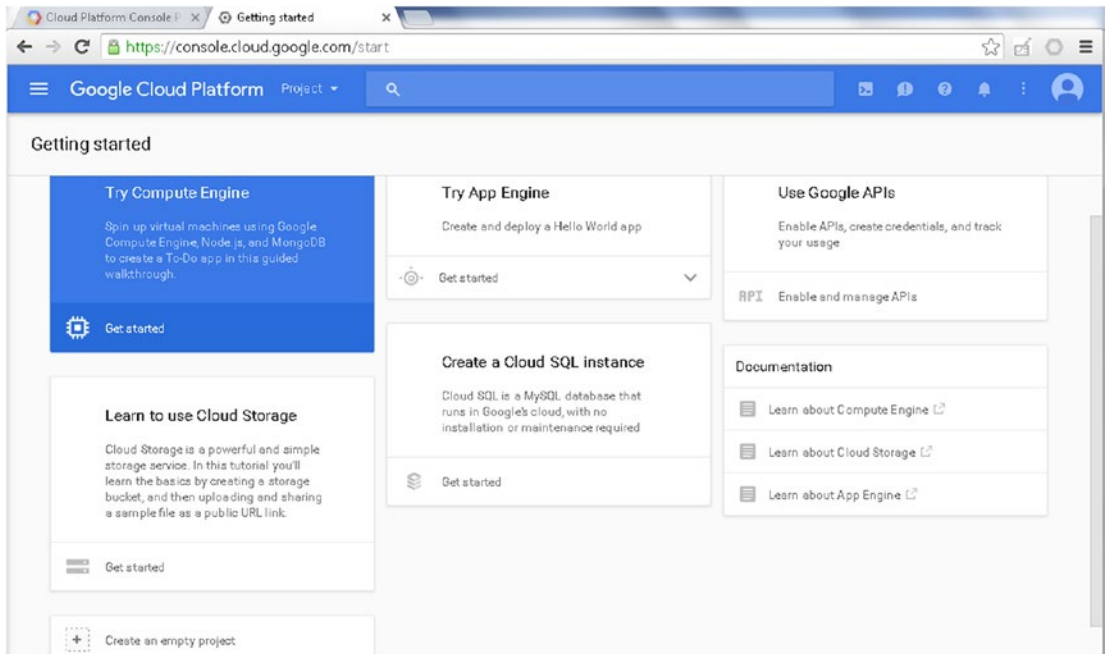 Cloud Platform Console P
Getting started
https://console.cloud.google.com/start
Google Cloud Platform Project
Getting started
Try Compute Engine
Spin up virtual machines using Google
Compute Engine, Node.js, and MongoDB
to create a To-Do app in this guided
walkthrough.
Get started
Learn to use Cloud Storage
Cloud Storage is a powerful and simple
storage service. In this tutorial you'll
learn the basics by creating a storage
bucket, and then uploading and sharing
a sample file as a public URL link.
Get started
Create an empty project
Try App Engine
Create and deploy a Hello World app
Get started
Create a Cloud SQL instance
Cloud SQL is a MySQL database that
runs in Google's cloud, with no
installation or maintenance required
Get started
Use Google APIs
Enable APIs, create credentials, and track
your usage
API Enable and manage APIs
Documentation
Learn about Compute Engine
Learn about Cloud Storage
Learn about App Engine